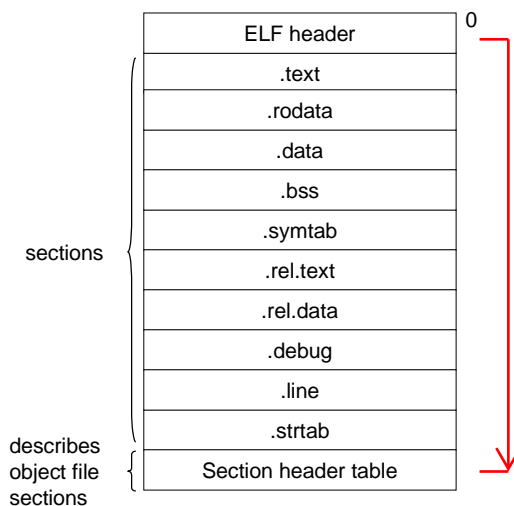 0
ELF header
.text
.rodata
.data
.bss
.symtab
sections
.rel.text
.rel.data
.debug
.line
.strtab
describes
object file
sections
Section header table